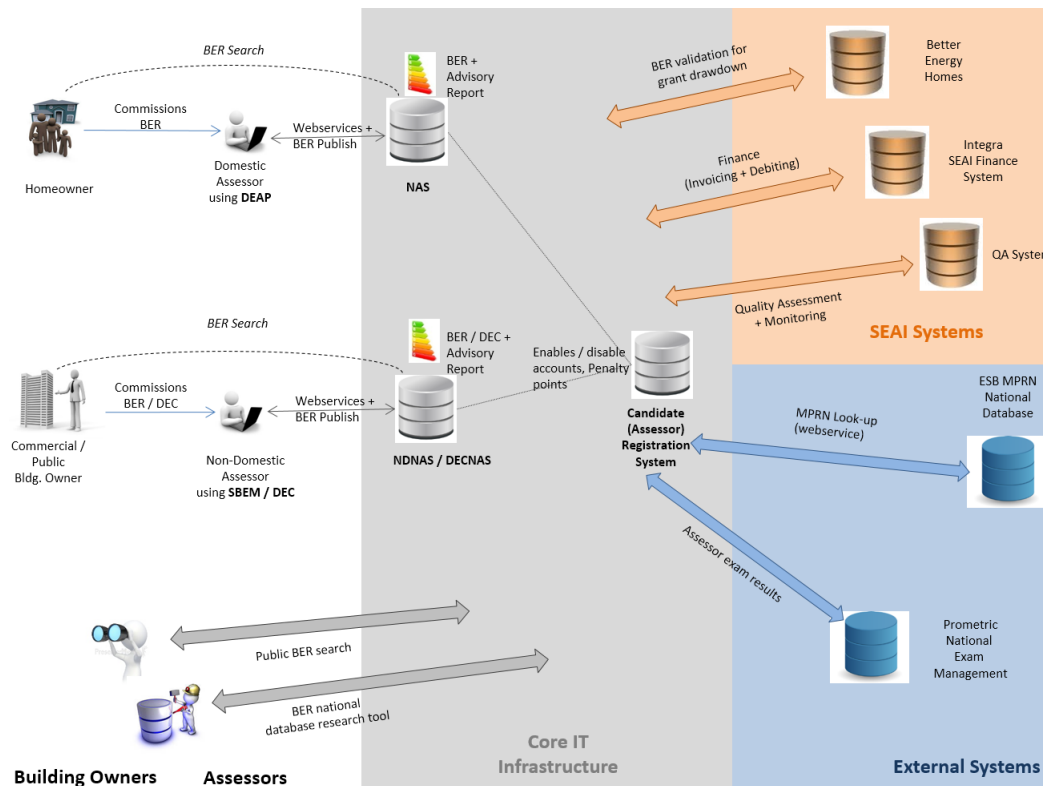 BER Search
Commissions
BER
Homeowner
Domestic
Assessor
using DEAP
Webservices +
BER Publish
BER +
Advisory
Report
NAS
BER validation for
grant drawdown
Better
Energy
Homes
Finance
(Invoicing + Debiting)
Integra
SEAI Finance
System
QA System
Quality Assessment
+ Monitoring
SEAI Systems
BER Search
Commissions
BER / DEC
Commercial /
Public
Bldg. Owner
Non-Domestic
Assessor
using SBEM / DEC
Webservices +
BER Publish
BER / DEC +
Advisory
Report
NDNAS / DECNAS
Enables / disable
accounts, Penalty
points
Candidate
(Assessor)
Registration
System
MPRN Look-up
(webservice)
ESB MPRN
National
Database
Assessor exam results
Prometric
National
Exam
Management
Public BER search
BER national
database research tool
Building Owners
Assessors
Core IT
Infrastructure
External Systems